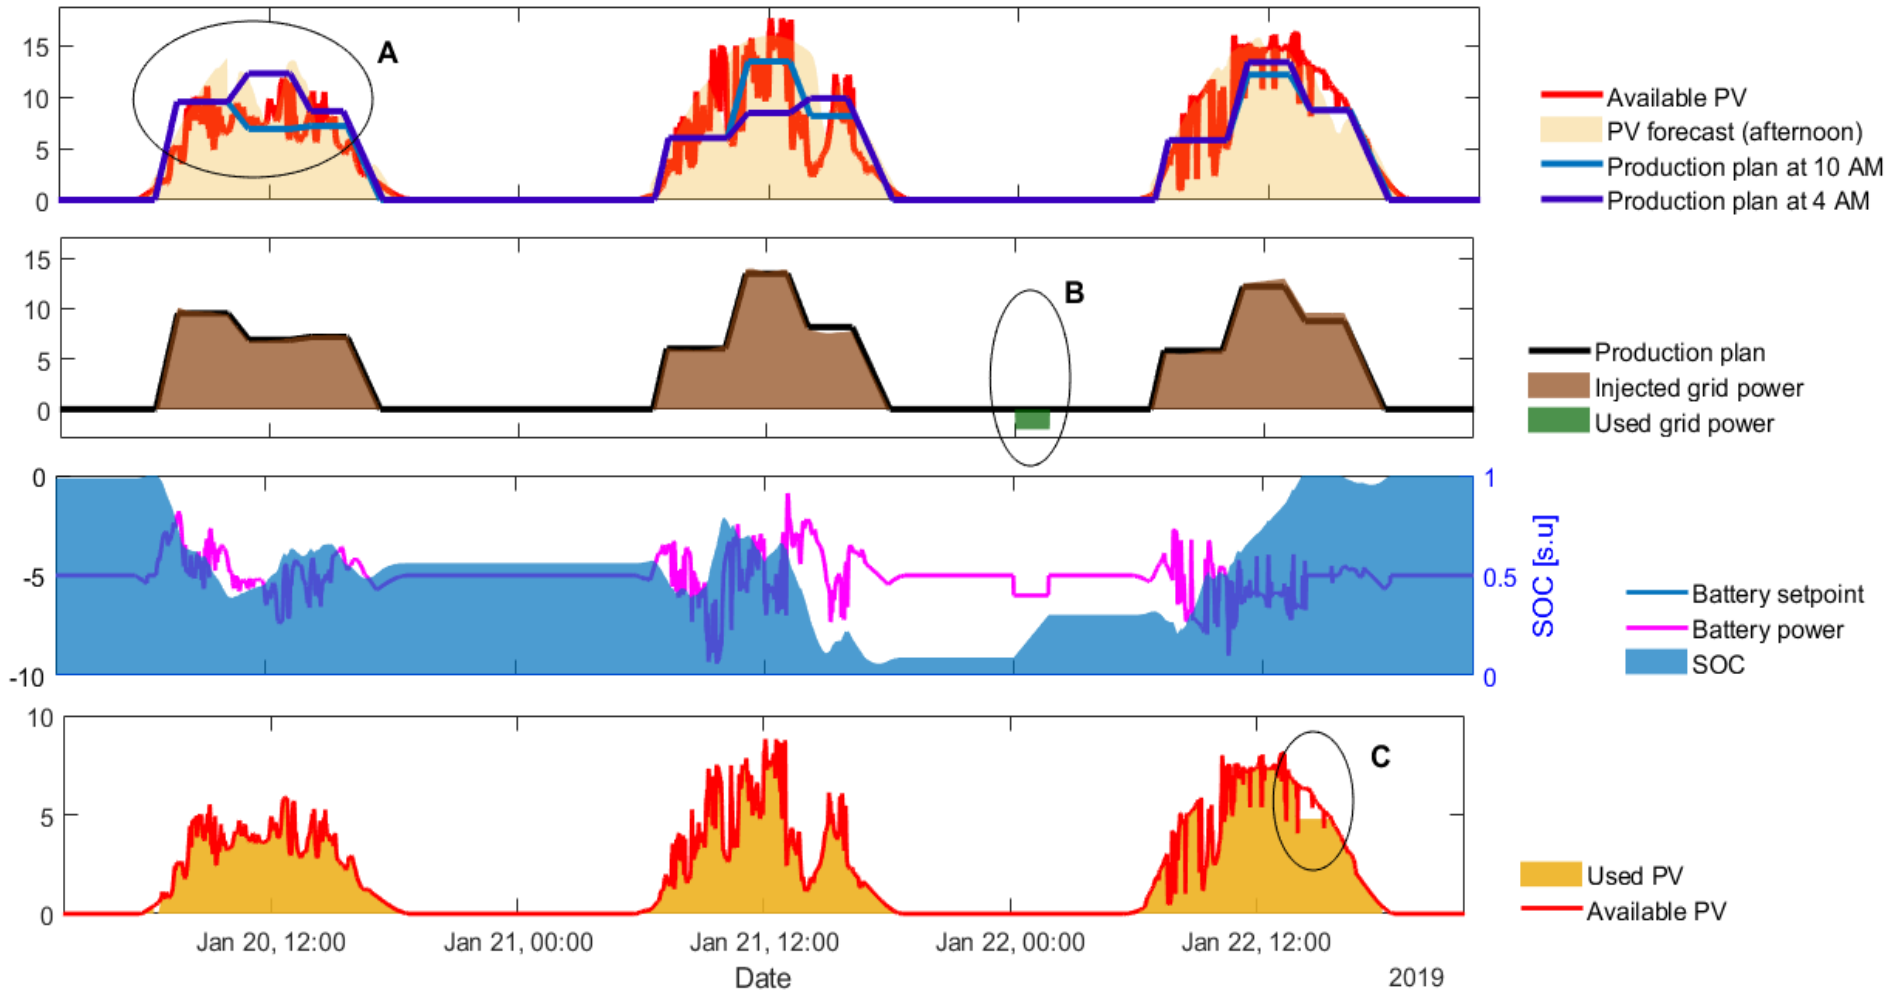 15
10
5
0
A
Available PV
PV forecast (afternoon)
Production plan at 10 AM
Production plan at 4 AM
15
10
5
0
B
Production plan
Injected grid power
Used grid power
0
-5
-10
1
0.5
0
SOC [s.u]
Battery setpoint
Battery power
SOC
10
5
0
C
Used PV
Available PV
Jan 20, 12:00
Jan 21, 00:00
Jan 21, 12:00
Jan 22, 00:00
Jan 22, 12:00
Date
2019